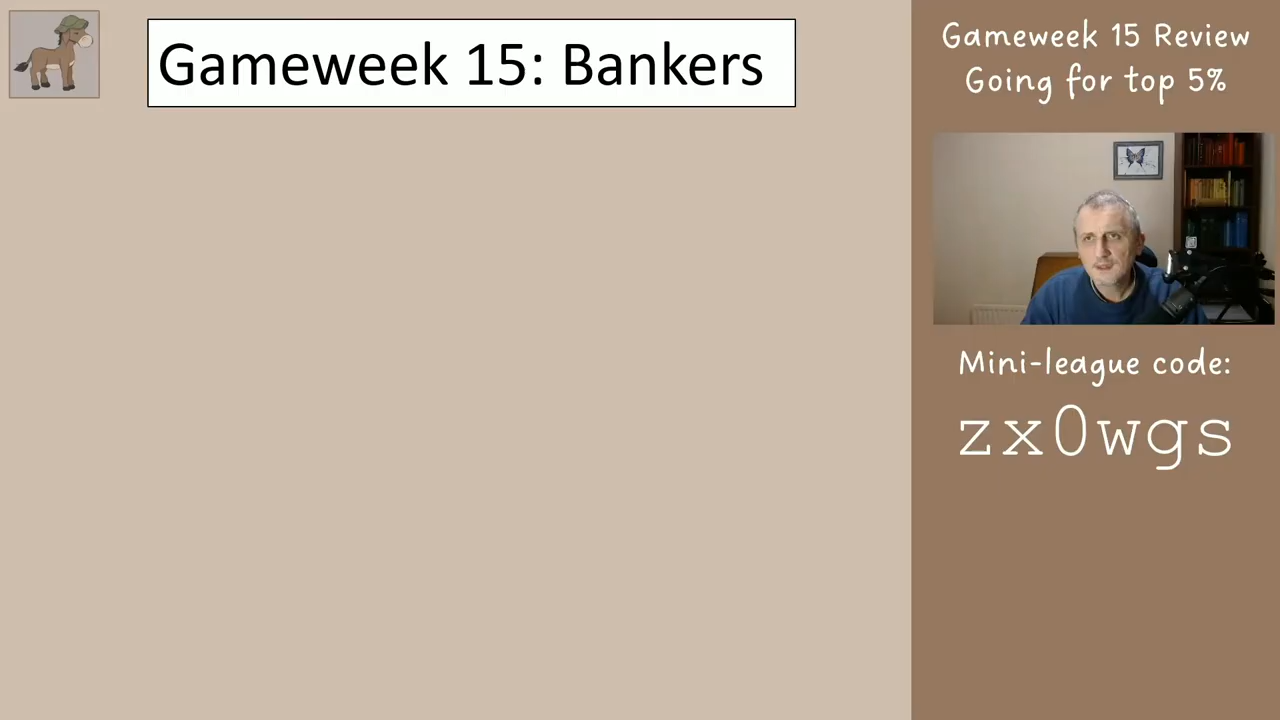 Gameweek 15: Bankers
Gameweek 15 Review
Going for top 5%
Mini-league code:
zx0wgs